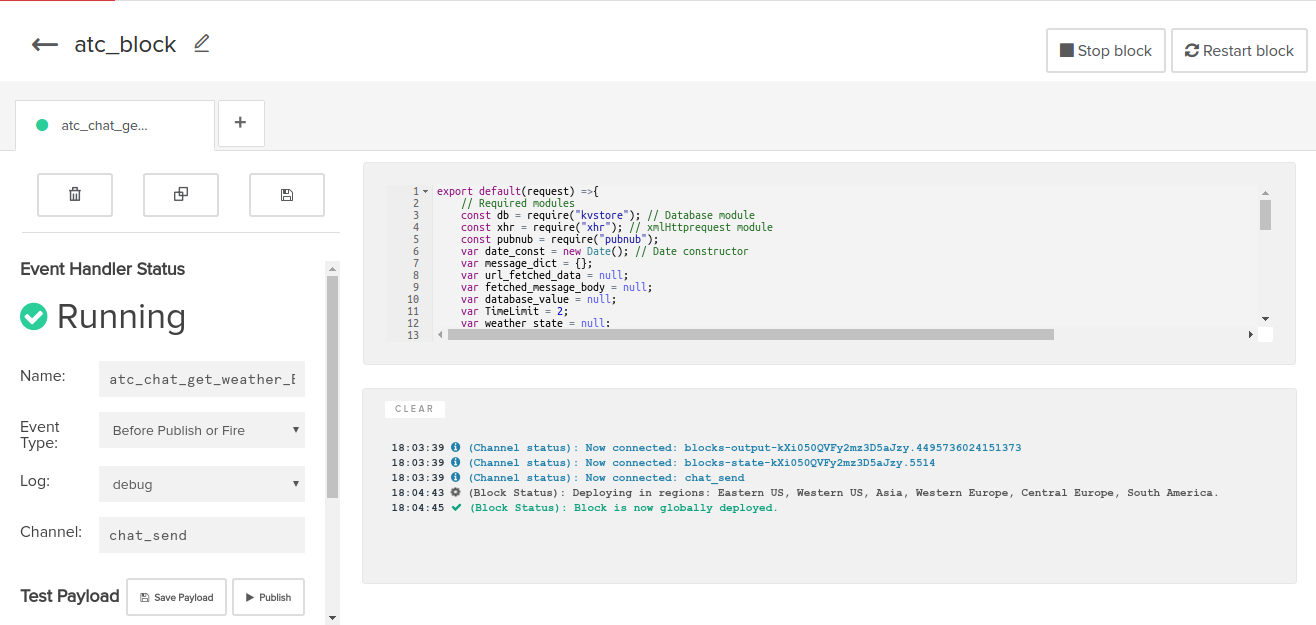 atc_block
Stop block
Restart block
atc_chat_ge...
+
Event Handler Status
Running
Name:
atc_chat_get_weather_E
Event Type:
Before Publish or Fire
Log:
debug
Channel:
chat_send
Test Payload
Save Payload
Publish
1 export default(request) =>{
2 // Required modules
3 const db = require("kvstore"); // Database module
4 const xhr = require("xhr"); // xmlHttprequest module
5 const pubnub = require("pubnub");
6 var date_const = new Date(); // Date constructor
7 var message_dict = {};
8 var url_fetched_data = null;
9 var fetched_message_body = null;
10 var database_value = null;
11 var TimeLimit = 2;
12 var weather_state = null;
13
CLEAR
18:03:39 (Channel status): Now connected: blocks-output-kXi050QVFy2mz3D5aJzy.4495736024151373
18:03:39 (Channel status): Now connected: blocks-state-kXi050QVFy2mz3D5aJzy.5514
18:03:39 (Channel status): Now connected: chat_send
18:04:43 (Block Status): Deploying in regions: Eastern US, Western US, Asia, Western Europe, Central Europe, South America.
18:04:45 (Block Status): Block is now globally deployed.